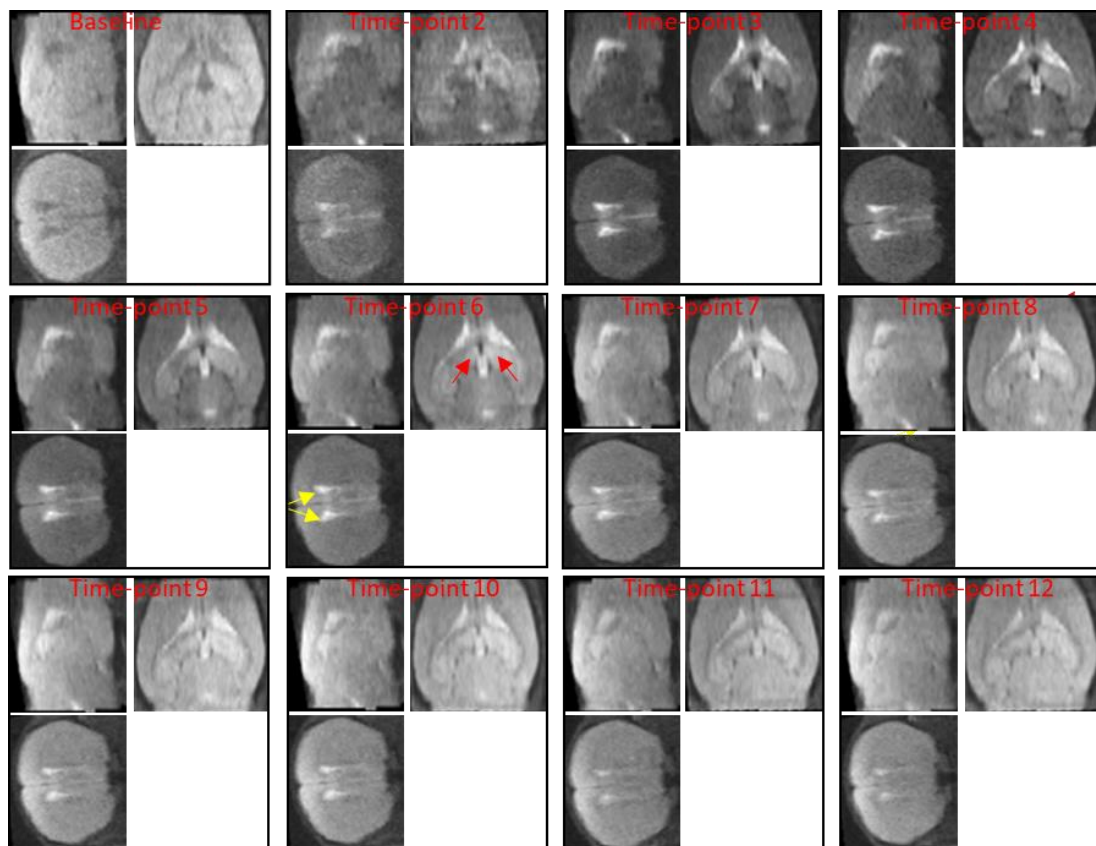 Baseline
Time-point 2
Time-point 3
Time-point 4
Time-point 5
Time-point 6
Time-point 7
Time-point 8
Time-point 9
Time-point 10
Time-point 11
Time-point 12